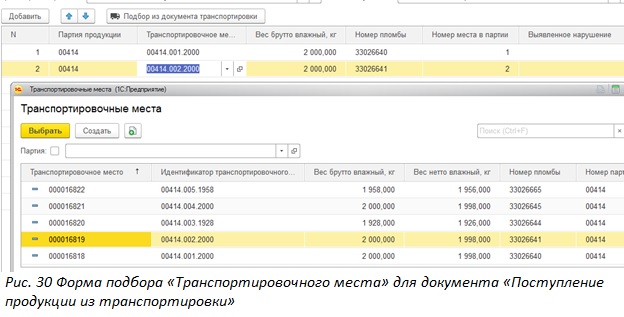 Добавить Подбор из документа транспортировки
N Партия продукции Транспортировочное ме... Вес брутто влажный, кг Номер пломбы Номер места в партии Выявленное нарушение
1 00414 00414.001.2000 2 000,000 33026640 1
2 00414 00414.002.2000 2 000,000 33026641 2
Транспортировочные места (1С:Предприятие)
Транспортировочные места
Выбрать Создать Поиск (Ctrl+F)
Партия:
Транспортировочное место Идентификатор транспортировочного... Вес брутто влажный, кг Вес нетто влажный, кг Номер пломбы Номер парт
000016822 00414.005.1958 1 958,000 1 956,000 33026665 00414
000016821 00414.004.2000 2 000,000 1 998,000 33026645 00414
000016820 00414.003.1928 1 928,000 1 926,000 33026644 00414
000016819 00414.002.2000 2 000,000 1 998,000 33026641 00414
000016818 00414.001.2000 2 000,000 1 998,000 33026640 00414
Рис. 30 Форма подбора «Транспортировочного места» для документа «Поступление
продукции из транспортировки»